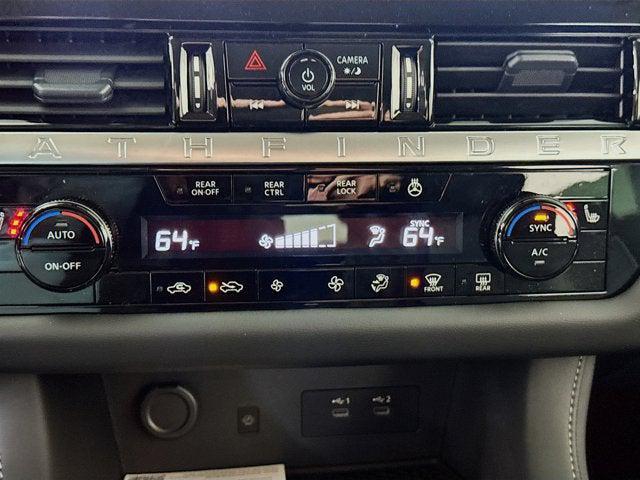 CAMERA
VOL
ATHFINDER
REAR ON·OFF
REAR CTRL
REAR LOCK
AUTO
ON·OFF
64°F
SYNC
64°F
SYNC
A/C
FRONT
REAR
1
2